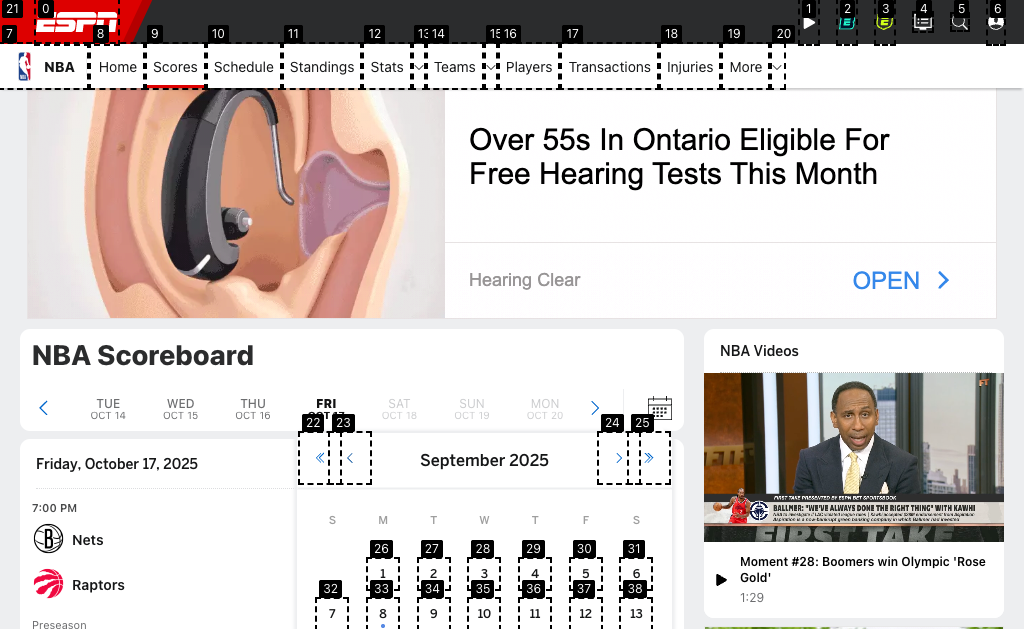 21
0
1
2
3
4
5
6
ESPN
7
8
9
10
11
12
13
14
15
16
17
18
19
20
NBA
Home
Scores
Schedule
Standings
Stats
Teams
Players
Transactions
Injuries
More
Over 55s In Ontario Eligible For
Free Hearing Tests This Month
Hearing Clear
OPEN
NBA Scoreboard
TUE
OCT 14
WED
OCT 15
THU
OCT 16
FRI
SAT
OCT 18
SUN
OCT 19
MON
OCT 20
22
23
24
25
Friday, October 17, 2025
September 2025
7:00 PM
Nets
Raptors
Preseason
S
M
T
W
T
F
S
26
27
28
29
30
31
1
2
3
4
5
6
32
33
34
35
36
37
38
7
8
9
10
11
12
13
NBA Videos
FIRST TAKE PRESENTED BY ESPN BET SPORTSBOOK
BALLMER: "WE'VE ALWAYS DONE THE RIGHT THING" WITH KAWHI
FIRST TAKE
Moment #28: Boomers win Olympic 'Rose
Gold'
1:29